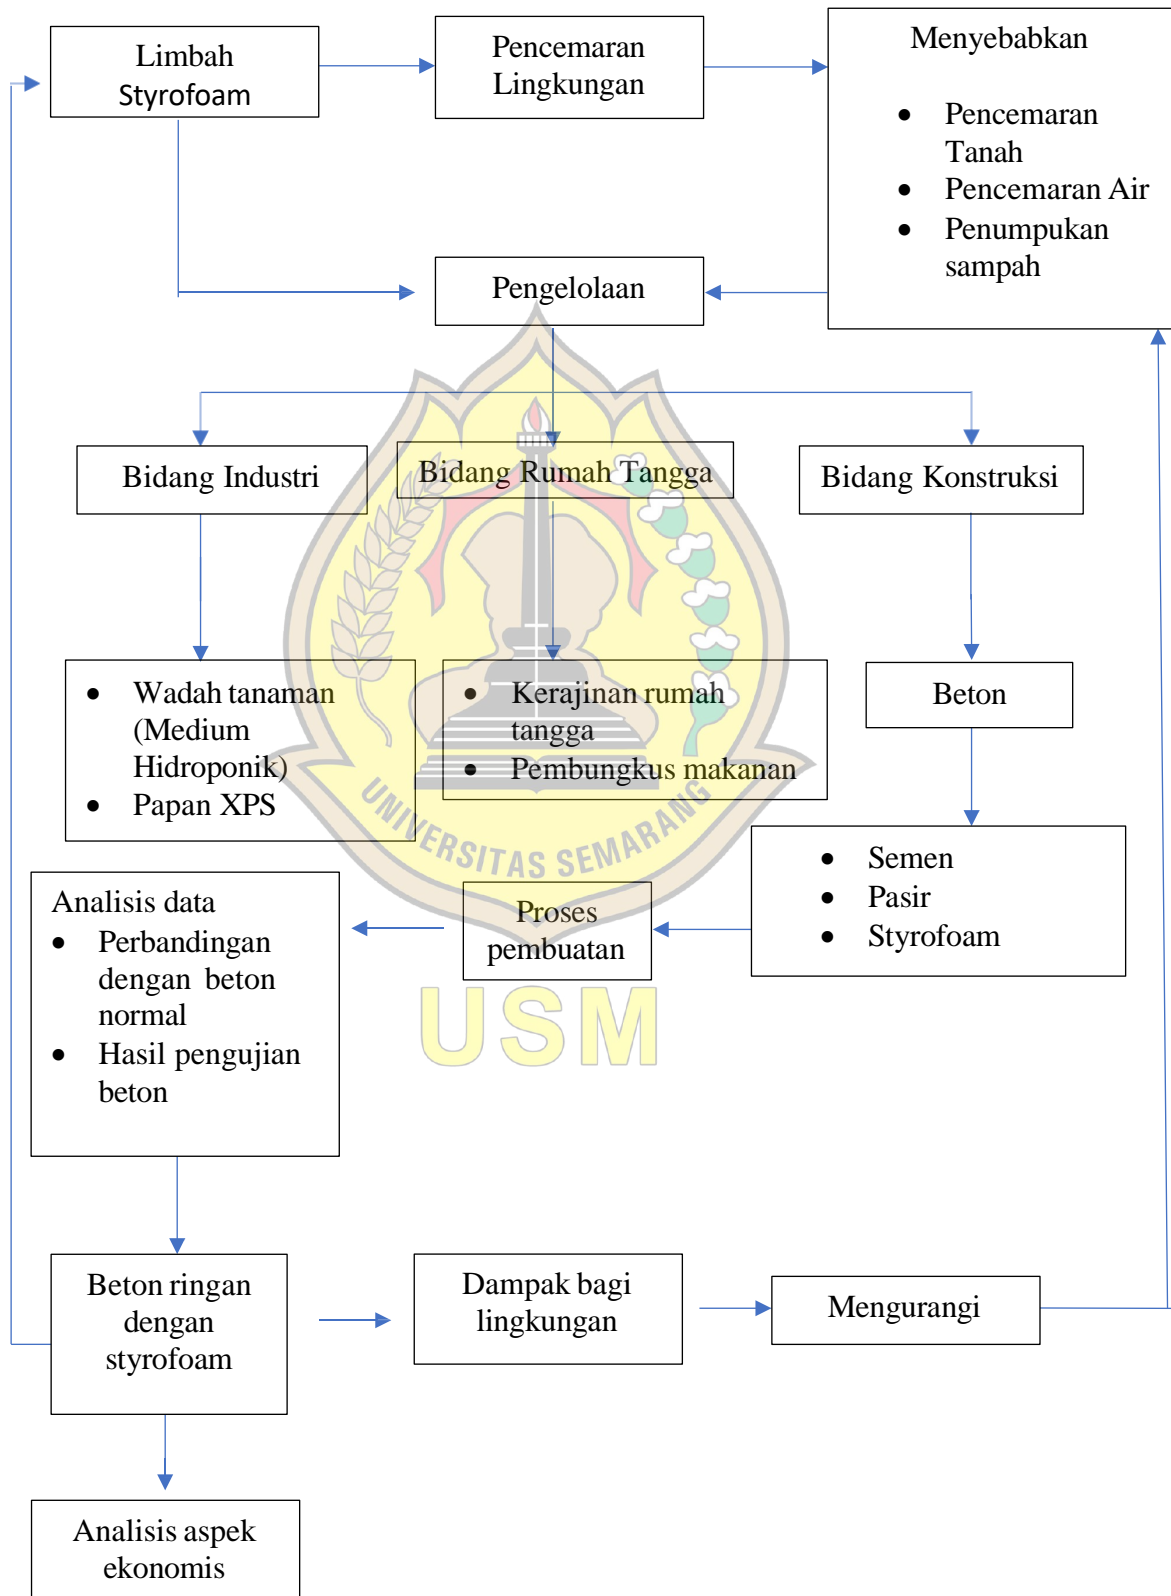 Limbah
Styrofoam
Pencemaran
Lingkungan
Menyebabkan
• Pencemaran
Tanah
• Pencemaran Air
• Penumpukan
sampah
Pengelolaan
Bidang Industri
Bidang Rumah Tangga
Bidang Konstruksi
• Wadah tanaman
(Medium
Hidroponik)
• Papan XPS
• Kerajinan rumah
tangga
• Pembungkus makanan
Beton
UNIVERSITAS SEMARANG
• Semen
• Pasir
• Styrofoam
Proses
pembuatan
Analisis data
• Perbandingan
dengan beton
normal
• Hasil pengujian
beton
USM
Beton ringan
dengan
styrofoam
Dampak bagi
lingkungan
Mengurangi
Analisis aspek
ekonomis